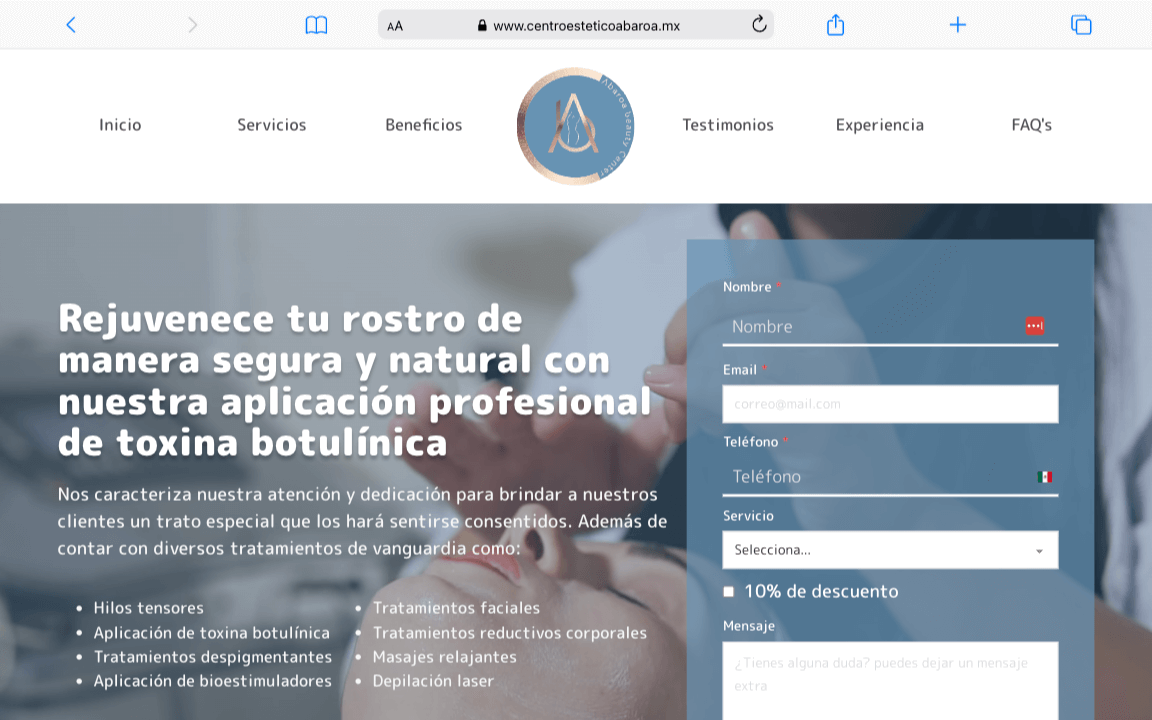 AA
www.centroesteticoabaroa.mx
Inicio
Servicios
Beneficios
Abaroa beauty Center
Testimonios
Experiencia
FAQ's
Rejuvenece tu rostro de
manera segura y natural con
nuestra aplicación profesional
de toxina botulínica
Nos caracteriza nuestra atención y dedicación para brindar a nuestros
clientes un trato especial que los hará sentirse consentidos. Además de
contar con diversos tratamientos de vanguardia como:
• Hilos tensores
• Aplicación de toxina botulínica
• Tratamientos despigmentantes
• Aplicación de bioestimuladores
• Tratamientos faciales
• Tratamientos reductivos corporales
• Masajes relajantes
• Depilación laser
Nombre *
Nombre
Email *
correo@mail.com
Teléfono *
Teléfono
Servicio
Selecciona...
10% de descuento
Mensaje
¿Tienes alguna duda? puedes dejar un mensaje
extra